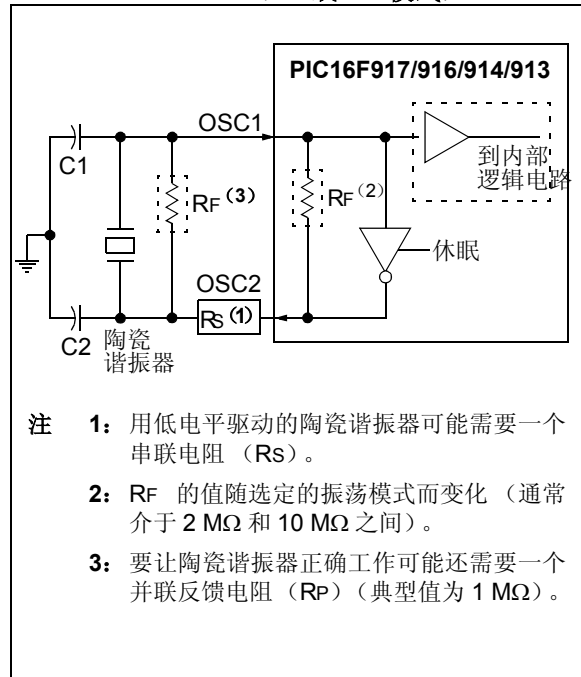 PIC16F917/916/914/913
OSC1
C1
到内部
逻辑电路
RF(3)
RF(2)
休眠
OSC2
RS(1)
C2
陶瓷
谐振器
注 1: 用低电平驱动的陶瓷谐振器可能需要一个
串联电阻 (RS)。
2: RF 的值随选定的振荡模式而变化 (通常
介于 2 MΩ 和 10 MΩ 之间)。
3: 要让陶瓷谐振器正确工作可能还需要一个
并联反馈电阻 (RP) (典型值为 1 MΩ)。